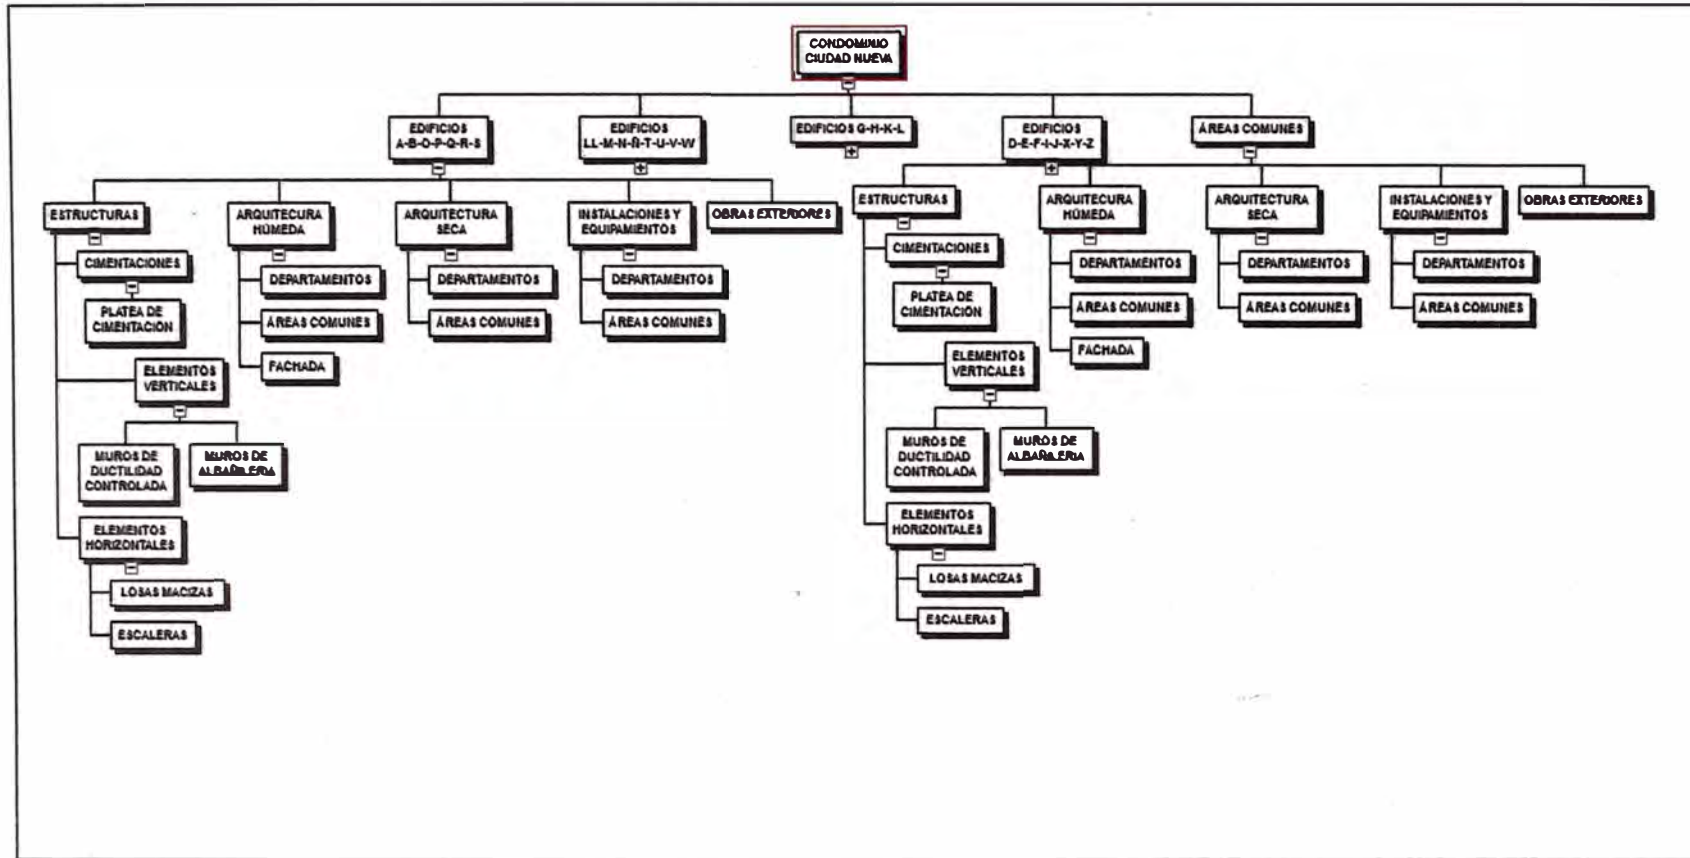 CONDOMINIO
CIUDAD NUEVA
EDIFICIOS
A-B-O-P-Q-R-S
EDIFICIOS
LL-M-N-Ñ-T-U-V-W
EDIFICIOS G-H-K-L
EDIFICIOS
D-E-F-I-J-X-Y-Z
ÁREAS COMUNES
ESTRUCTURAS
CIMENTACIONES
PLATEA DE
CIMENTACIÓN
ELEMENTOS
VERTICALES
MUROS DE
DUCTILIDAD
CONTROLADA
MUROS DE
ALBAÑILERIA
ELEMENTOS
HORIZONTALES
LOSAS MACIZAS
ESCALERAS
ARQUITECURA
HÚMEDA
DEPARTAMENTOS
ÁREAS COMUNES
FACHADA
ARQUITECTURA
SECA
DEPARTAMENTOS
ÁREAS COMUNES
INSTALACIONES Y
EQUIPAMIENTOS
DEPARTAMENTOS
ÁREAS COMUNES
OBRAS EXTERIORES
ESTRUCTURAS
CIMENTACIONES
PLATEA DE
CIMENTACIÓN
ELEMENTOS
VERTICALES
MUROS DE
DUCTILIDAD
CONTROLADA
MUROS DE
ALBAÑILERIA
ELEMENTOS
HORIZONTALES
LOSAS MACIZAS
ESCALERAS
ARQUITECTURA
HÚMEDA
DEPARTAMENTOS
ÁREAS COMUNES
FACHADA
ARQUITECTURA
SECA
DEPARTAMENTOS
ÁREAS COMUNES
INSTALACIONES Y
EQUIPAMIENTOS
DEPARTAMENTOS
ÁREAS COMUNES
OBRAS EXTERIORES